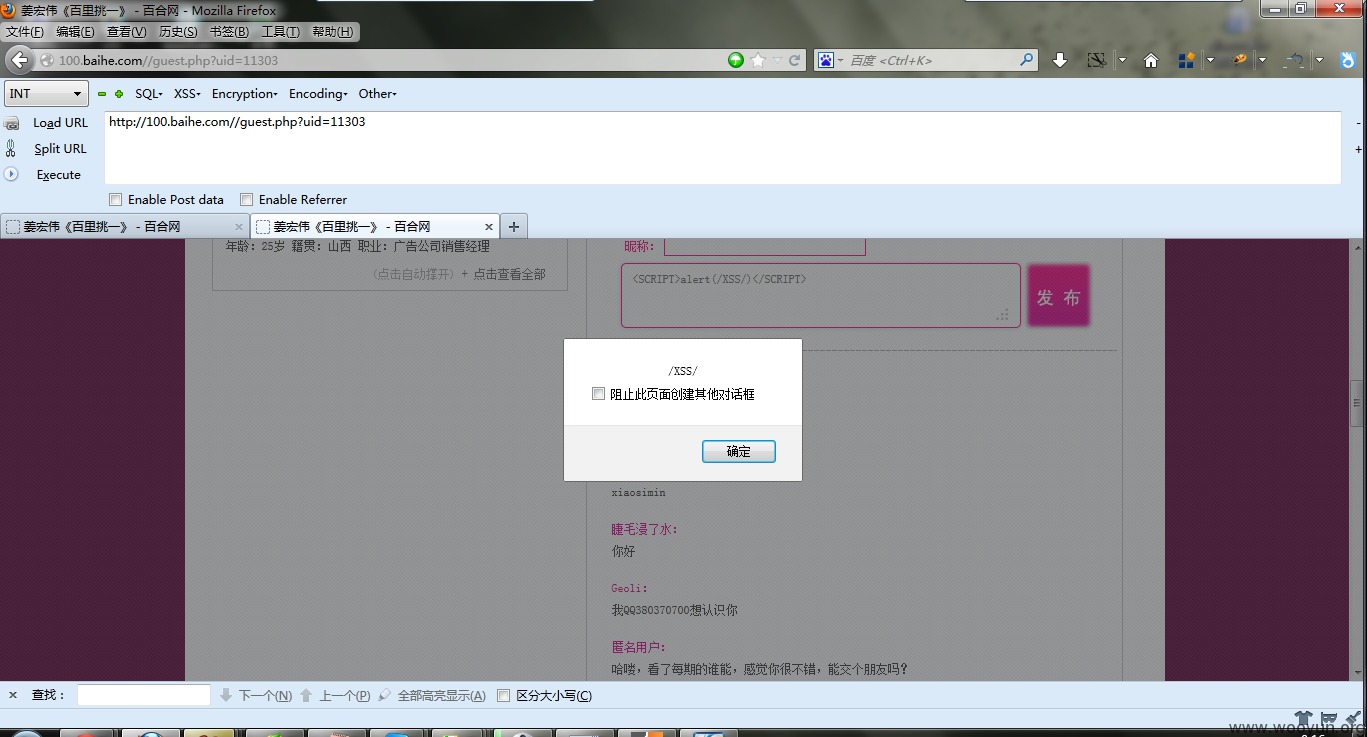 姜宏伟《百里挑一》 - 百合网 - Mozilla Firefox
文件(F) 编辑(E) 查看(V) 历史(S) 书签(B) 工具(T) 帮助(H)
100.baihe.com//guest.php?uid=11303
百度 <Ctrl+K>
INT
SQL XSS Encryption Encoding Other
Load URL
http://100.baihe.com//guest.php?uid=11303
Split URL
Execute
Enable Post data Enable Referrer
姜宏伟《百里挑一》 - 百合网
姜宏伟《百里挑一》 - 百合网
年龄：25岁 籍贯：山西 职业：广告公司销售经理
(点击自动撑开) + 点击查看全部
昵称：
<SCRIPT>alert(/XSS/)</SCRIPT>
发 布
/XSS/
阻止此页面创建其他对话框
确定
xiaosimin
睫毛浸了水：
你好
Geoli：
我QQ380370700想认识你
匿名用户：
哈喽，看了每期的谁能，感觉你很不错，能交个朋友吗？
查找： 下一个(N) 上一个(P) 全部高亮显示(A) 区分大小写(C)
www.wooyun.org